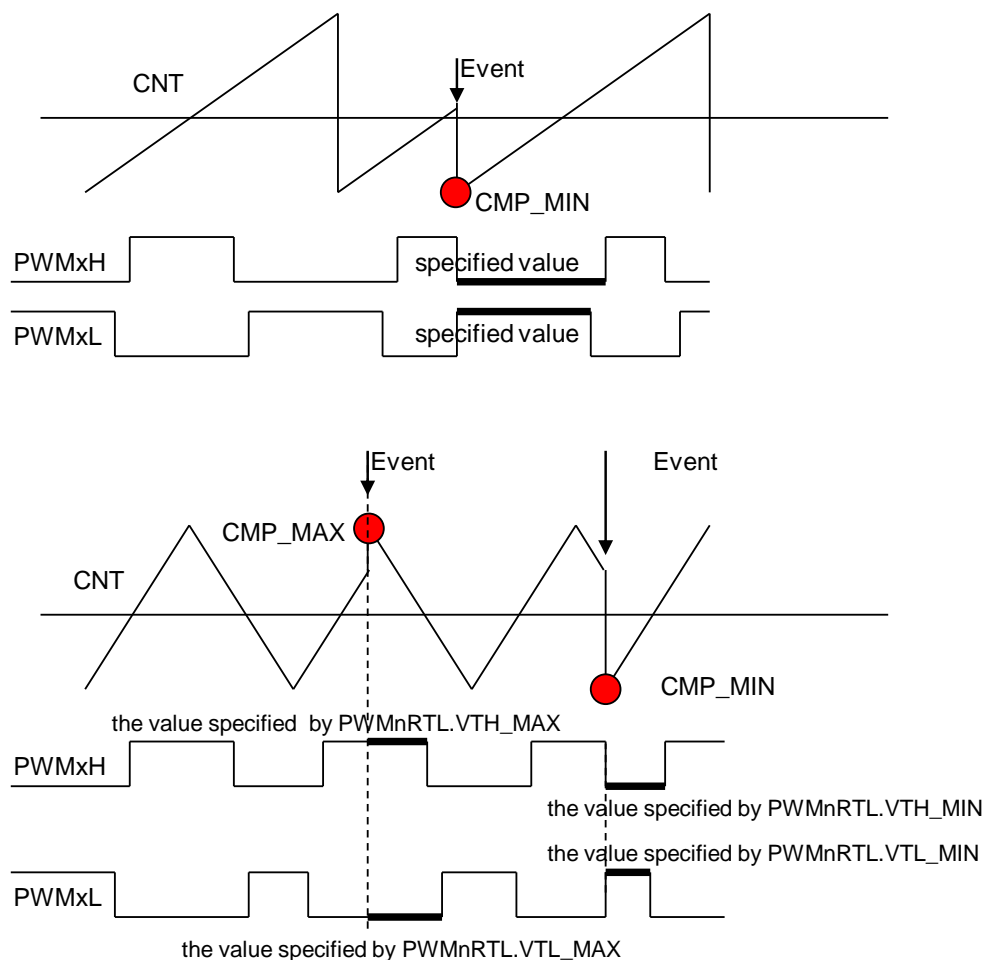 Event
CNT
CMP_MIN
PWMxH
specified value
PWMxL
specified value
Event
Event
CMP_MAX
CNT
CMP_MIN
the value specified by PWMnRTL.VTH_MAX
PWMxH
the value specified by PWMnRTL.VTH_MIN
the value specified by PWMnRTL.VTL_MIN
PWMxL
the value specified by PWMnRTL.VTL_MAX